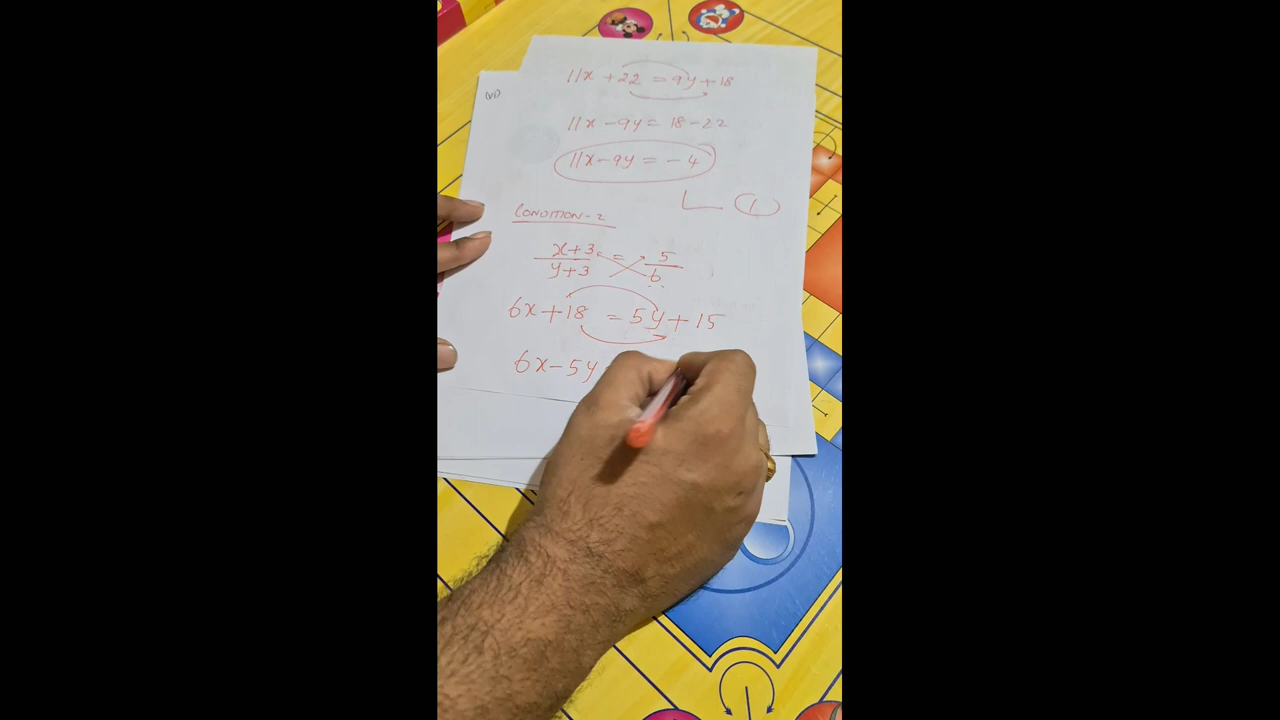 11x + 22 = 9y + 18
(vi)
11x - 9y = 18 - 22
11x - 9y = - 4
1
CONDITION - 2
x + 3 / y + 3 = 5 / 6
6x + 18 = 5y + 15
6x - 5y